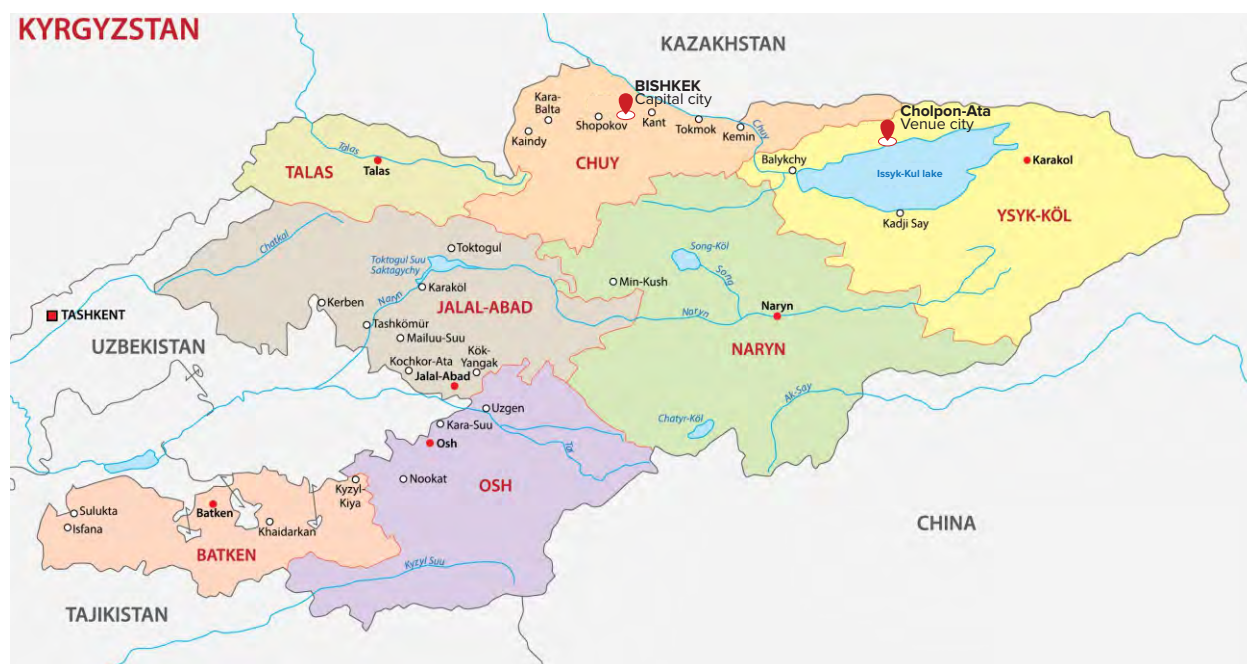 KYRGYZSTAN
KAZAKHSTAN
BISHKEK
Capital city
Kara-
Balta
Kaindy
Shopokov
Kant
Tokmok
Kemin
Chuy
CHUY
Cholpon-Ata
Venue city
Balykchy
Issyk-Kul lake
Karakol
Kadji Say
YSYK-KÖL
Talas
TALAS
Talas
Chatkal
Toktogul
Toktogul Suu
Saktagychy
Karaköl
Naryn
Kerben
JALAL-ABAD
Tashkömür
Mailuu-Suu
Kochkor-Ata
Kök-
Yangak
Jalal-Abad
Song-Köl
Song
Min-Kush
Naryn
Naryn
NARYN
Ak-Say
Chatyr-Köl
TASHKENT
UZBEKISTAN
Uzgen
Kara-Suu
Osh
Tar
Nookat
OSH
Kyzyl-
Kiya
Sulukta
Isfana
Batken
Khaidarkan
BATKEN
Kyzyl Suu
CHINA
TAJIKISTAN